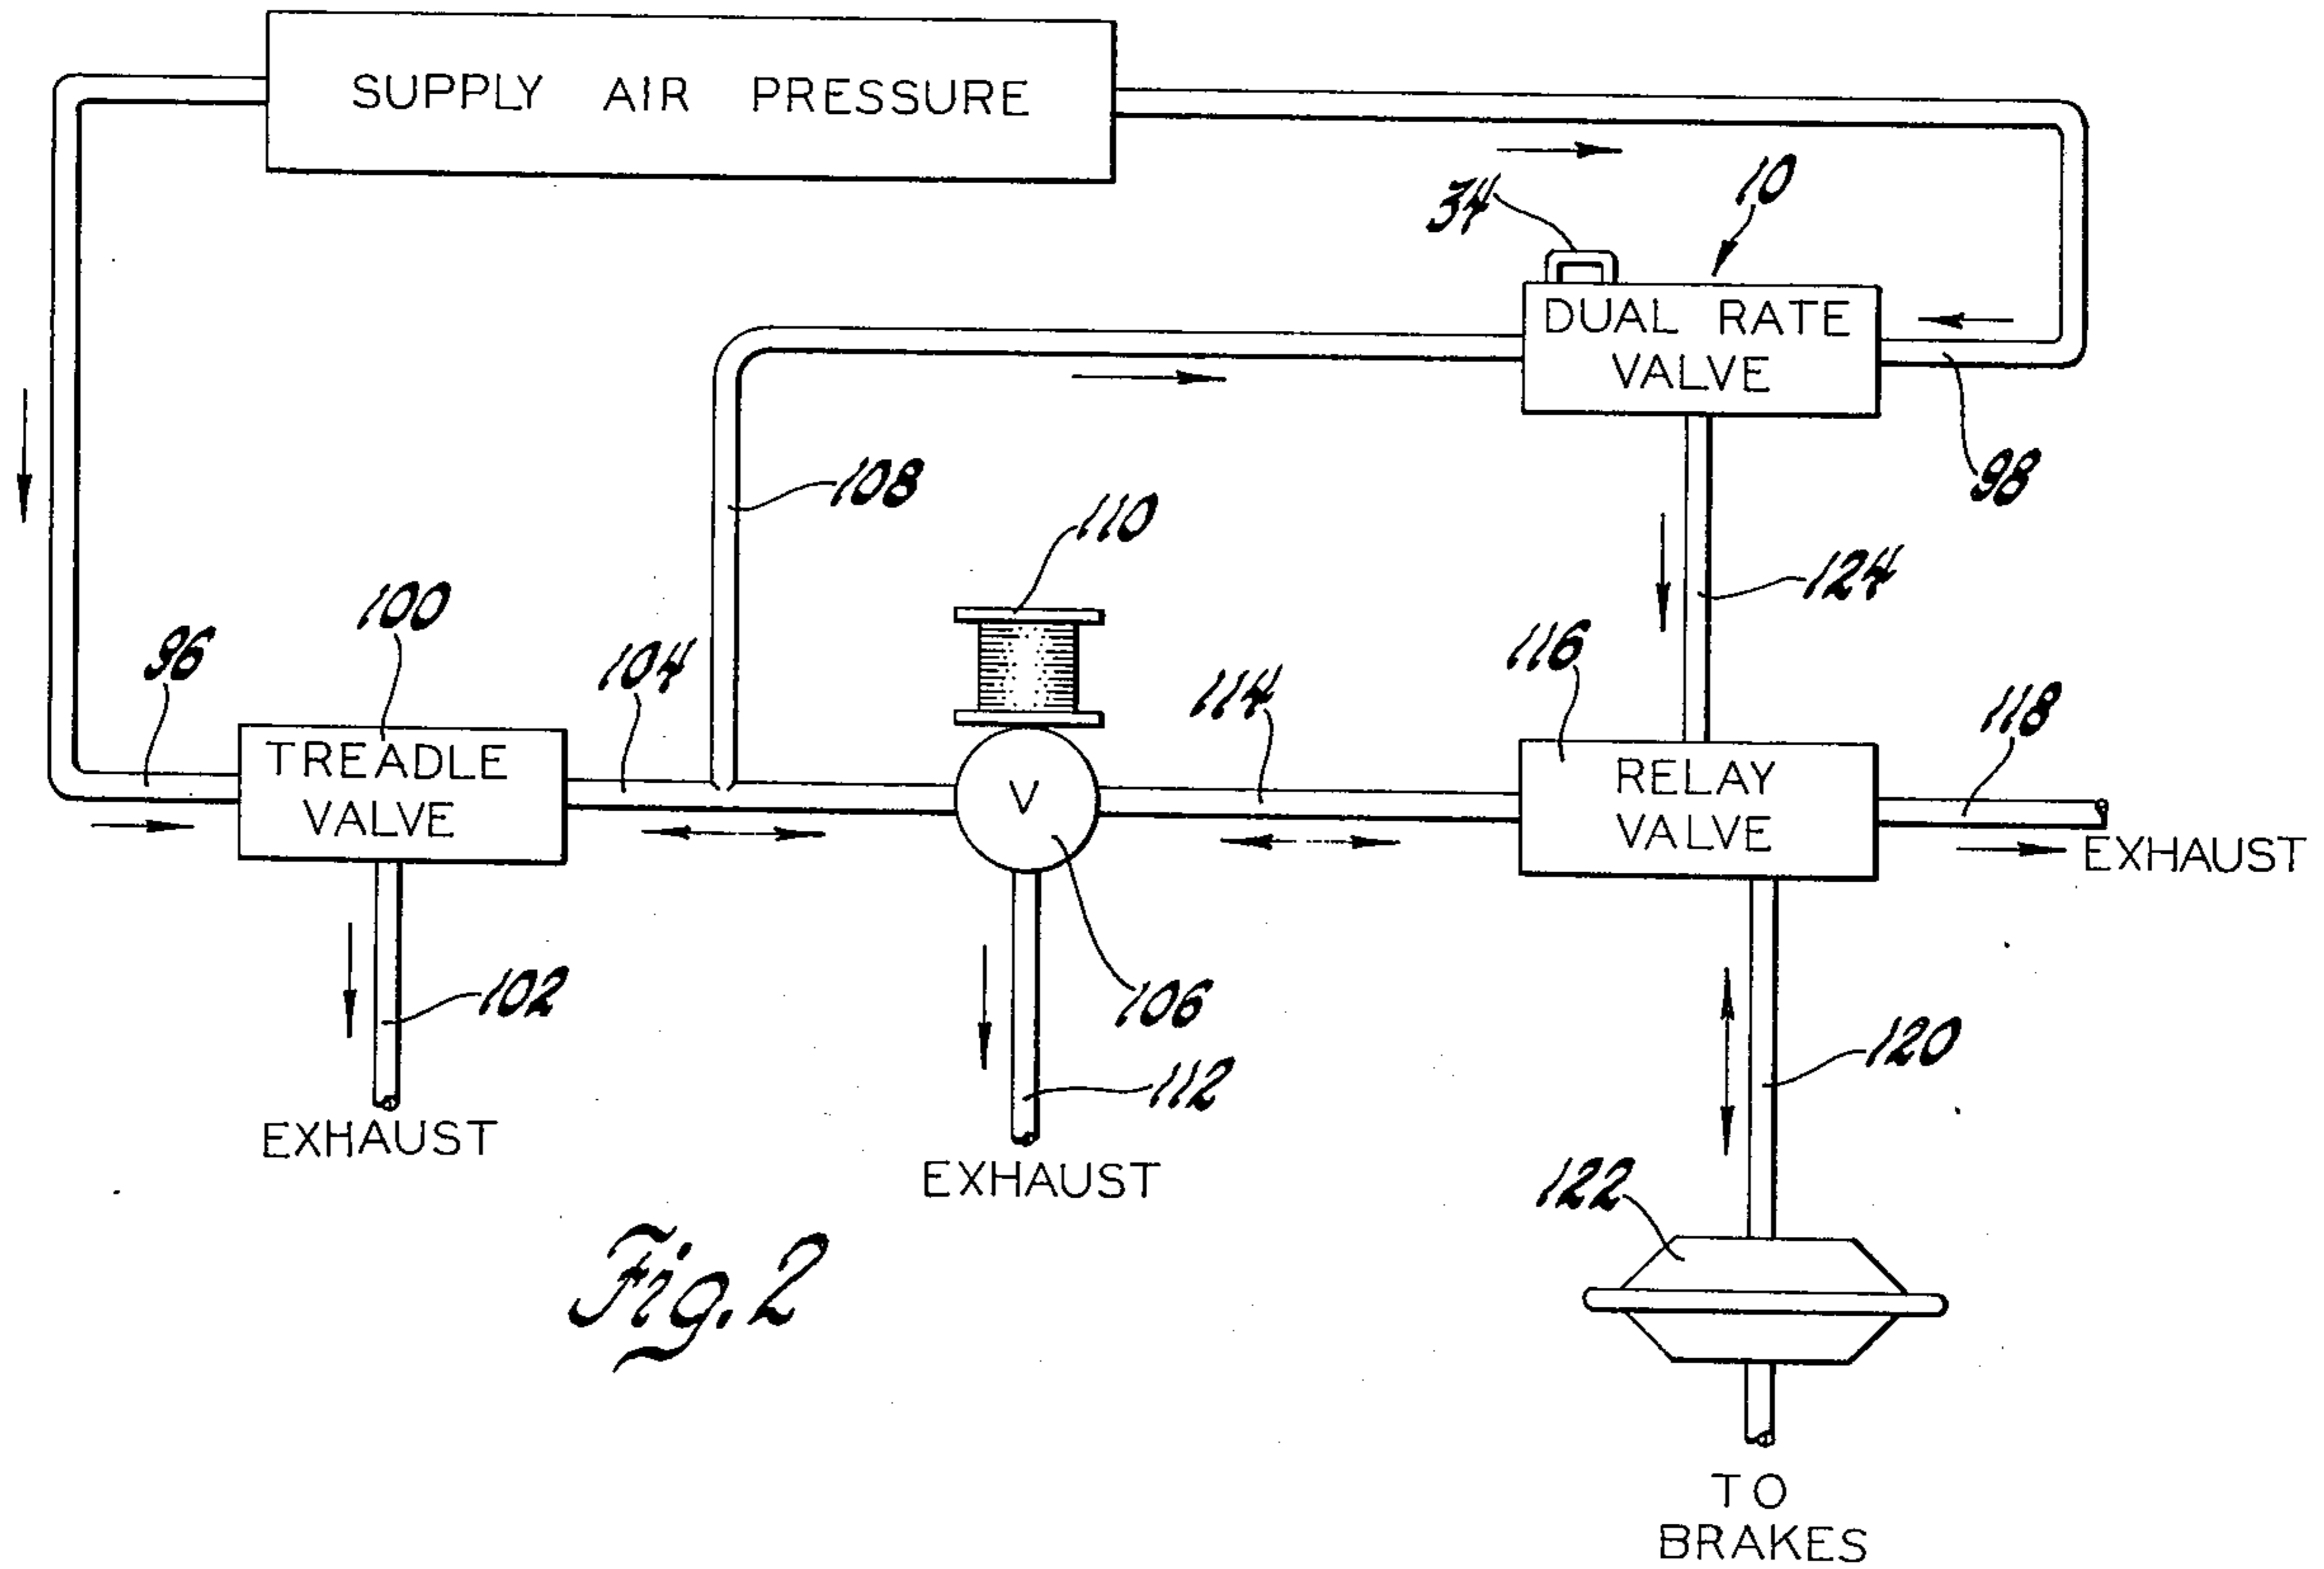 SUPPLY AIR PRESSURE
10
34
DUAL RATE
VALVE
98
108
110
124
100
96
104
114
116
118
TREADLE
VALVE
V
RELAY
VALVE
EXHAUST
102
106
120
112
EXHAUST
EXHAUST
122
Fig. 2
TO
BRAKES